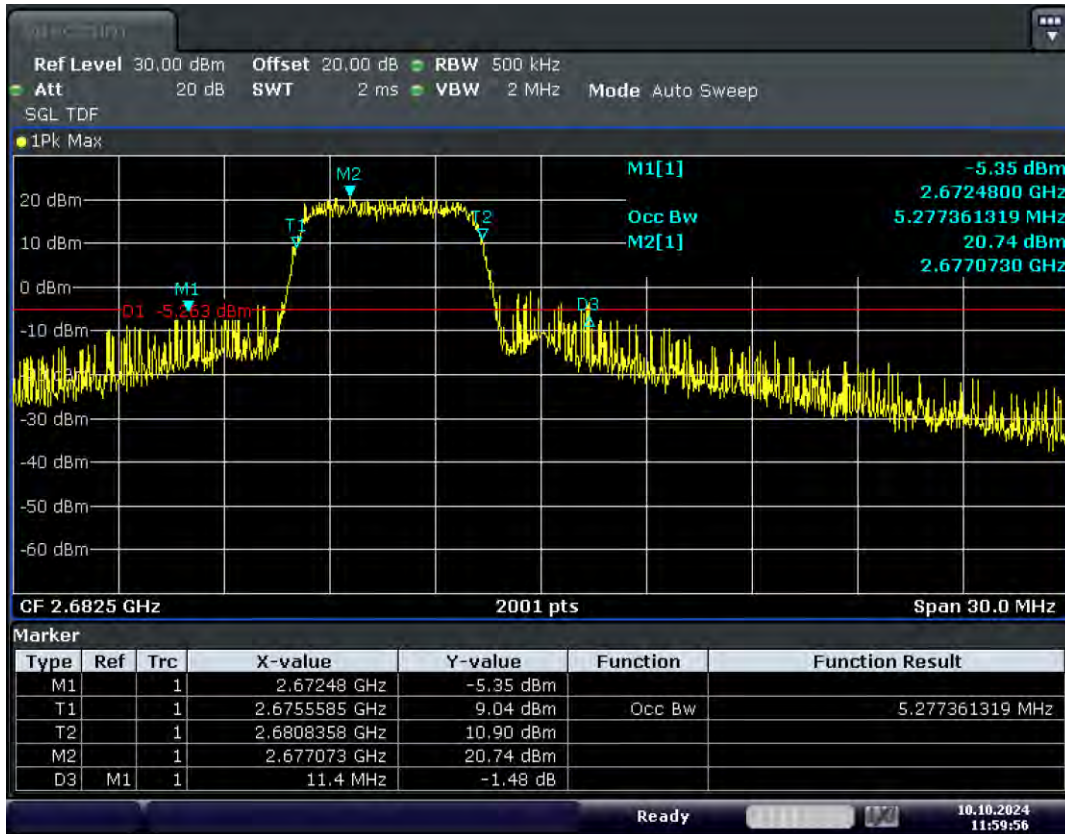 Spectrum
Ref Level 30.00 dBm Offset 20.00 dB RBW 500 kHz
Att 20 dB SWT 2 ms VBW 2 MHz Mode Auto Sweep
SGL TDF
1Pk Max
M1[1] -5.35 dBm
2.6724800 GHz
Occ Bw 5.277361319 MHz
M2[1] 20.74 dBm
2.6770730 GHz
M2
20 dBm
T1
T2
10 dBm
0 dBm
M1
D3
D1 -5.263 dBm
-10 dBm
-30 dBm
-40 dBm
-50 dBm
-60 dBm
CF 2.6825 GHz 2001 pts Span 30.0 MHz
Marker
Type Ref Trc X-value Y-value Function Function Result
M1 1 2.67248 GHz -5.35 dBm
T1 1 2.6755585 GHz 9.04 dBm Occ Bw 5.277361319 MHz
T2 1 2.6808358 GHz 10.90 dBm
M2 1 2.677073 GHz 20.74 dBm
D3 M1 1 11.4 MHz -1.48 dB
Ready 10.10.2024
11:59:56